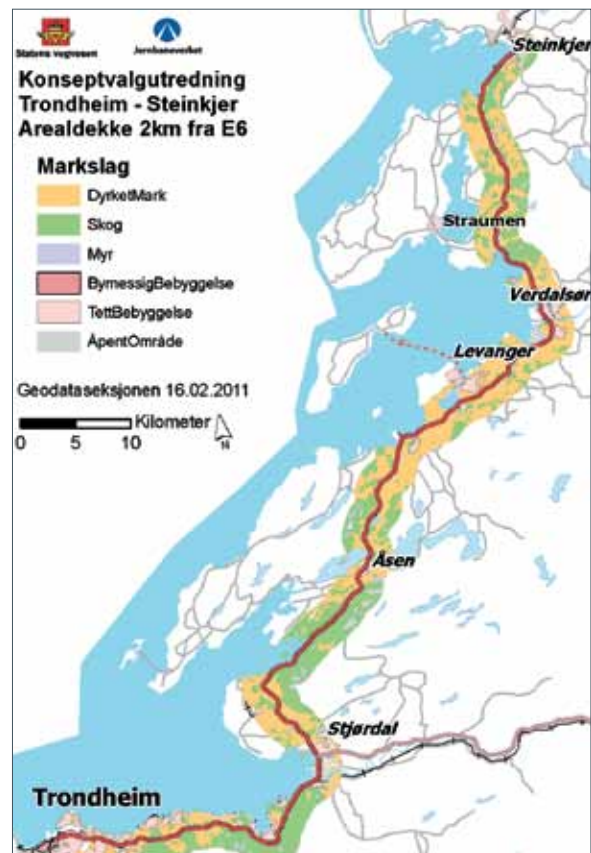 Statens vegvesen
Jernbaneverket
Konseptvalgutredning
Trondheim - Steinkjer
Arealdekke 2km fra E6
Markslag
DyrketMark
Skog
Myr
BymessigBebyggelse
TettBebyggelse
ÅpentOmråde
Geodataseksjonen 16.02.2011
Kilometer
0 5 10
Steinkjer
Straumen
Verdalsør
Levanger
Åsen
Stjørdal
Trondheim